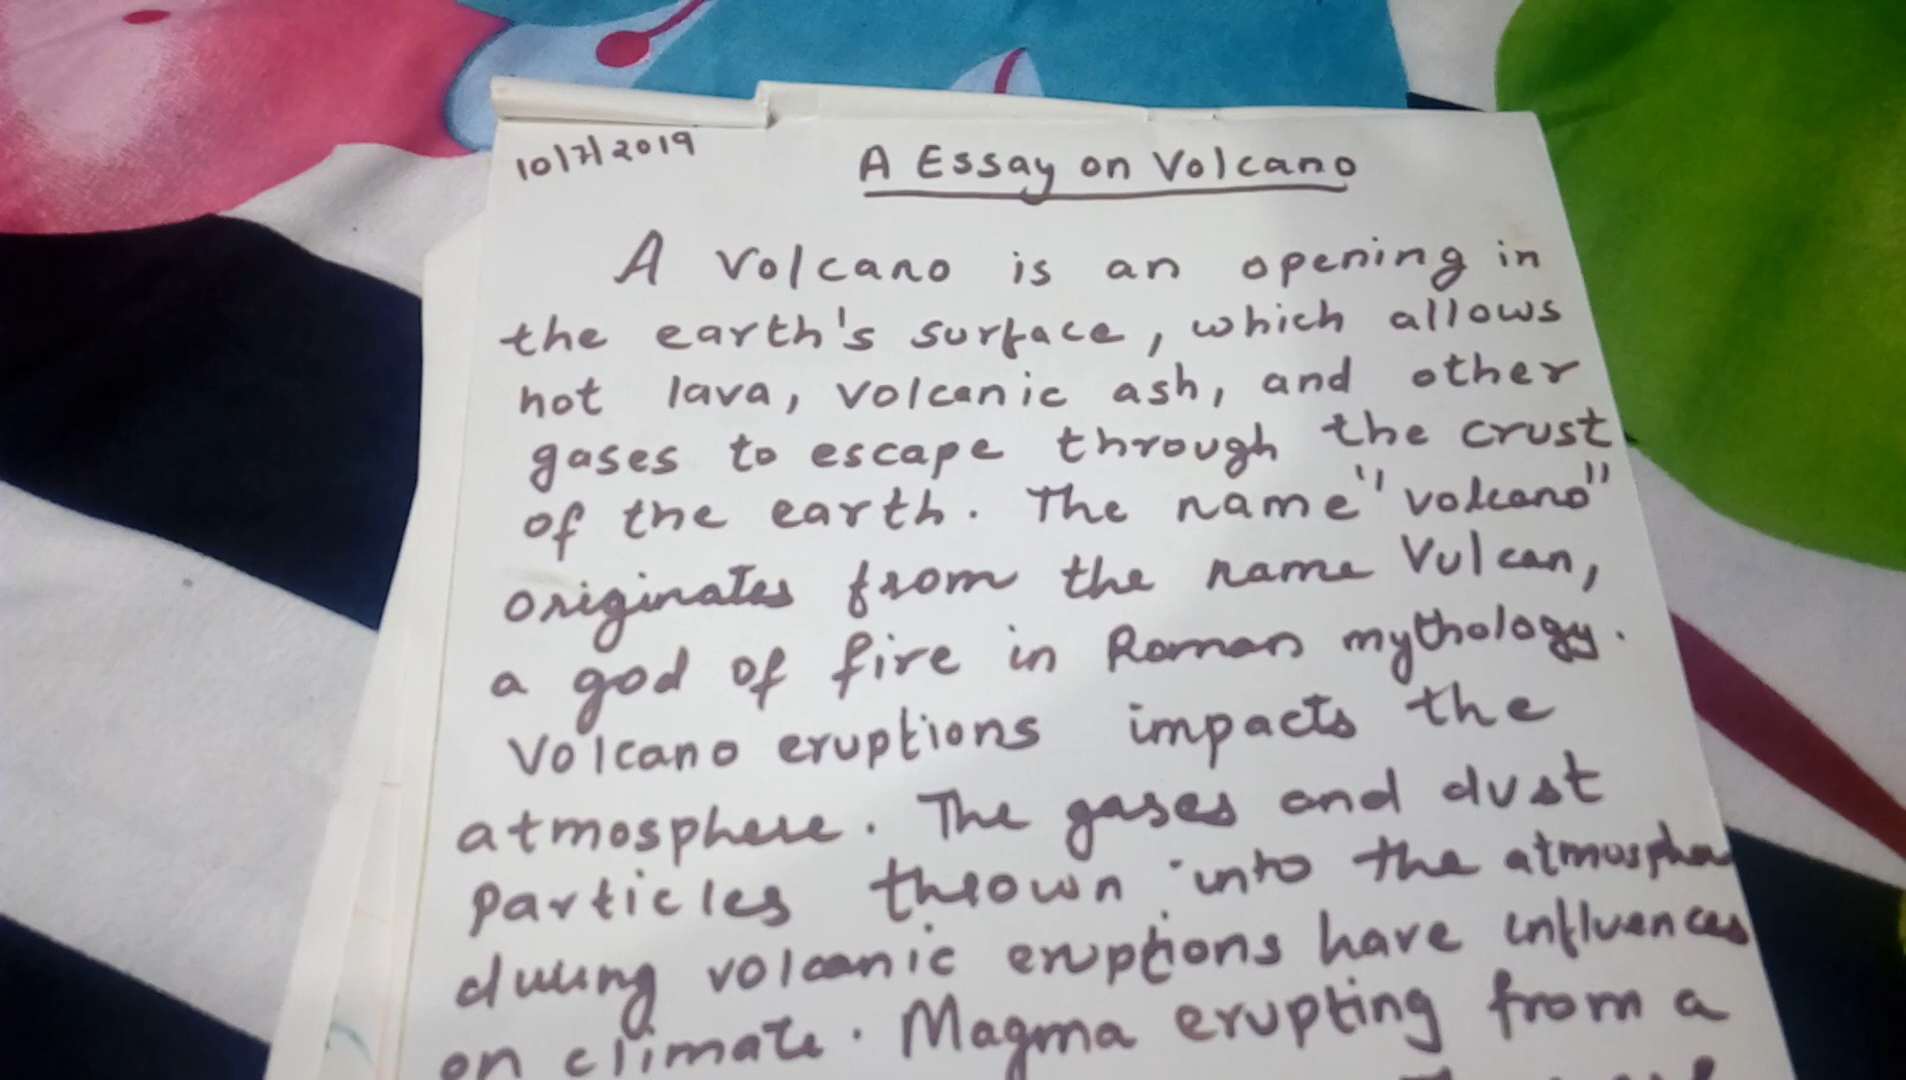 10/7/2019
A Essay on Volcano
A volcano is an opening in
the earth's surface, which allows
hot lava, volcanic ash, and other
gases to escape through the crust
of the earth. The name "volcano"
originates from the name Vulcan,
a god of fire in Roman mythology.
Volcano eruptions impacts the
atmosphere. The gases and dust
particles thrown into the
during volcanic eruptions have influences
on climate. Magma erupting from a